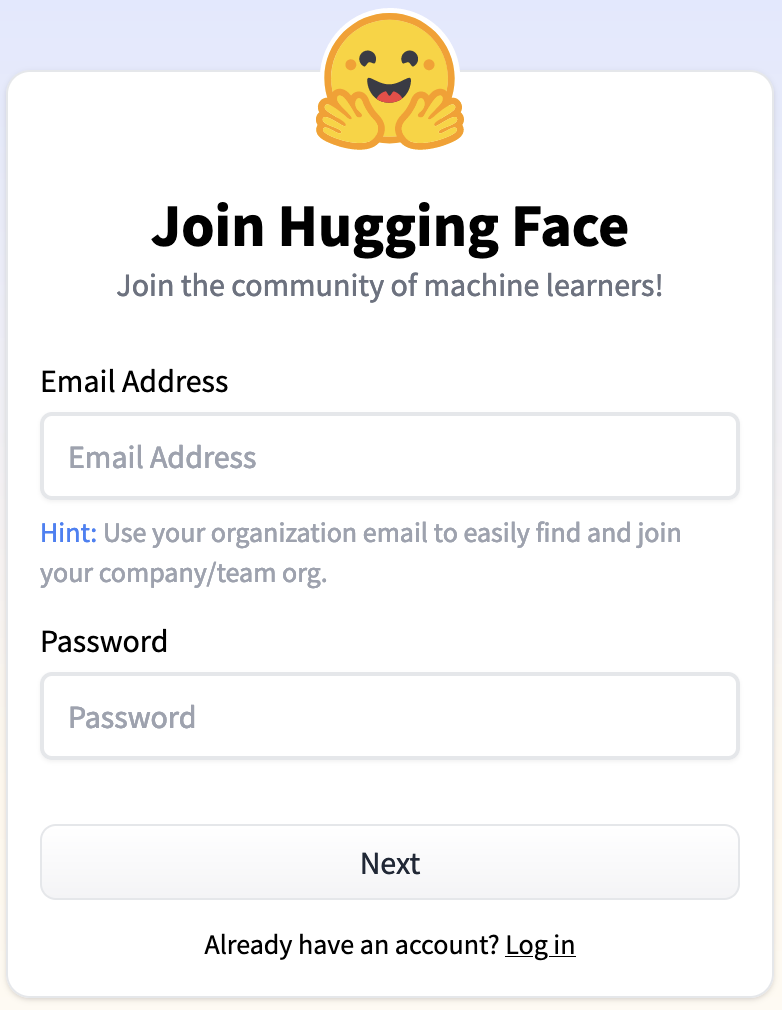 Join Hugging Face
Join the community of machine learners!
Email Address
Email Address
Hint: Use your organization email to easily find and join
your company/team org.
Password
Password
Next
Already have an account? Log in